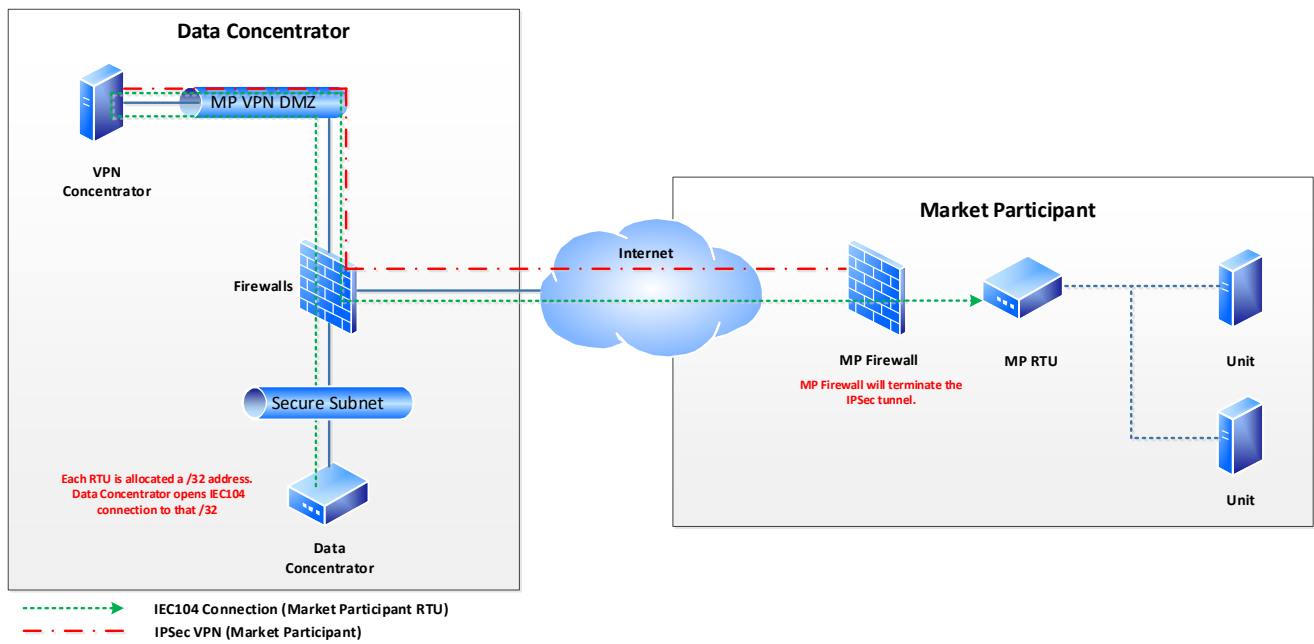 Data Concentrator
MP VPN DMZ
VPN
Concentrator
Firewalls
Secure Subnet
Each RTU is allocated a /32 address.
Data Concentrator opens IEC104
connection to that /32
Data
Concentrator
Internet
Market Participant
MP Firewall
MP Firewall will terminate the
IPSec tunnel.
MP RTU
Unit
Unit
IEC104 Connection (Market Participant RTU)
IPSec VPN (Market Participant)